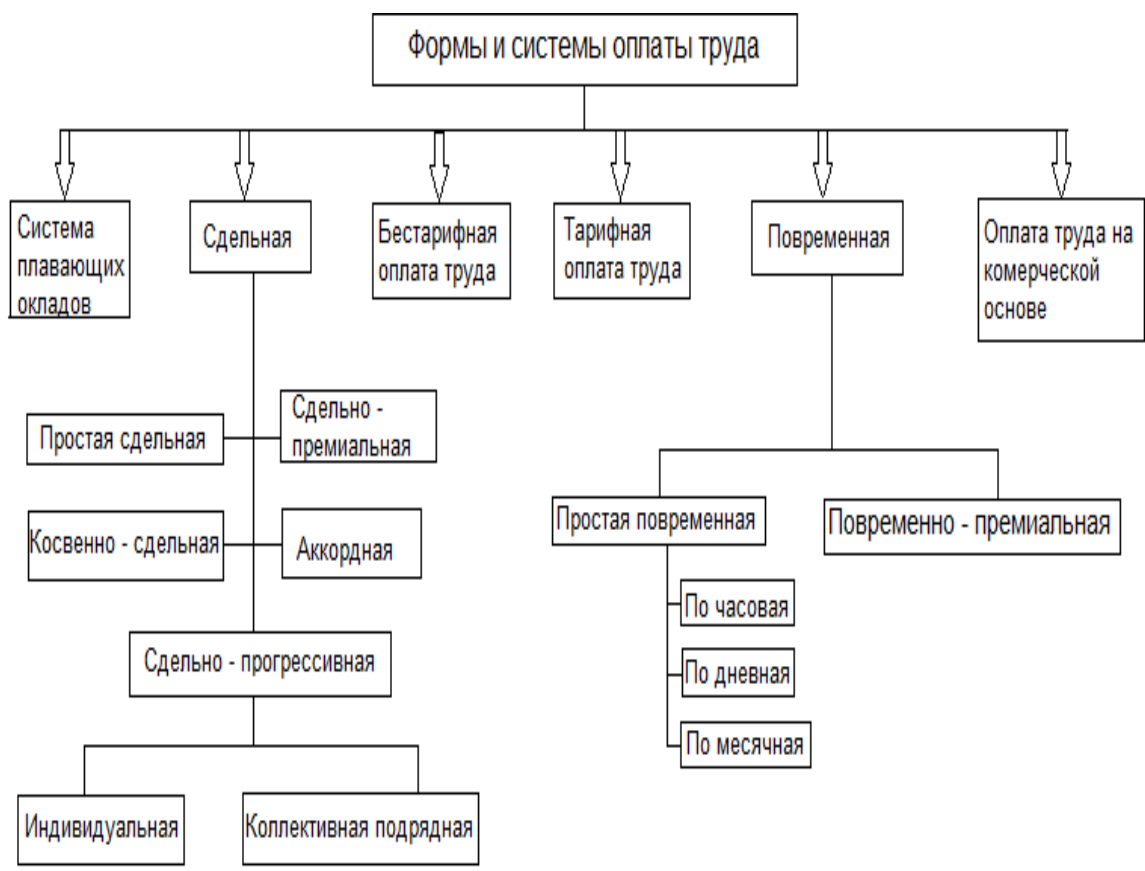 Формы и системы оплаты труда
Система
плавающих
окладов
Сдельная
Бестарифная
оплата труда
Тарифная
оплата труда
Повременная
Оплата труда на
комерческой
основе
Простая сдельная
Сдельно -
премиальная
Косвенно - сдельная
Аккордная
Сдельно - прогрессивная
Индивидуальная
Коллективная подрядная
Простая повременная
Повременно - премиальная
По часовая
По дневная
По месячная